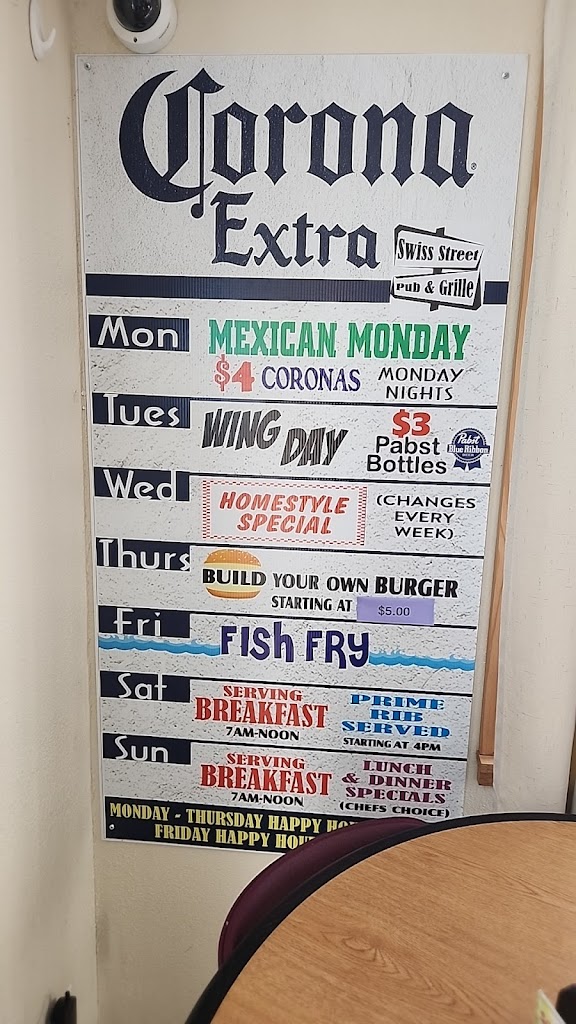 Corona
Extra
Swiss Street
Pub & Grille
Mon
MEXICAN MONDAY
$4 CORONAS
MONDAY
NIGHTS
Tues
WING DAY
$3
Pabst
Bottles
Pabst
Blue Ribbon
Wed
HOMESTYLE
SPECIAL
(CHANGES
EVERY
WEEK)
Thurs
BUILD YOUR OWN BURGER
STARTING AT $5.00
Fri
FISH FRY
Sat
SERVING
BREAKFAST
7AM-NOON
PRIME
RIB
SERVED
STARTING AT 4PM
Sun
SERVING
BREAKFAST
7AM-NOON
LUNCH
& DINNER
SPECIALS
(CHEFS CHOICE)
MONDAY - THURSDAY HAPPY
FRIDAY HAPPY